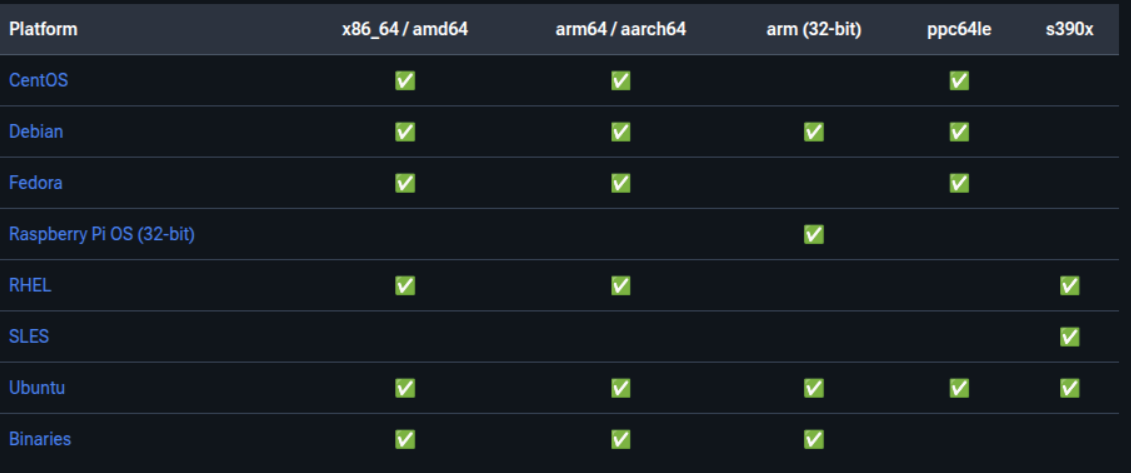 Platform x86_64 / amd64 arm64 / aarch64 arm (32-bit) ppc64le s390x
CentOS ✅ ✅ ✅
Debian ✅ ✅ ✅ ✅
Fedora ✅ ✅ ✅
Raspberry Pi OS (32-bit) ✅
RHEL ✅ ✅ ✅
SLES ✅
Ubuntu ✅ ✅ ✅ ✅ ✅
Binaries ✅ ✅ ✅